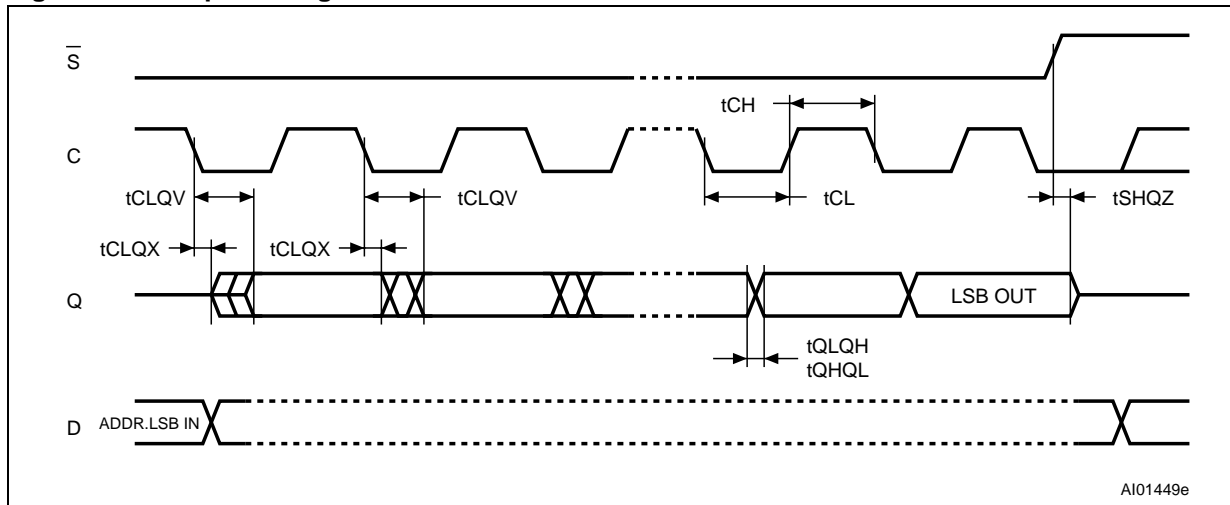 S
tCH
C
tCLQV
tCLQV
tCL
tSHQZ
tCLQX
tCLQX
Q
LSB OUT
tQLQH
tQHQL
D
ADDR.LSB IN
AI01449e